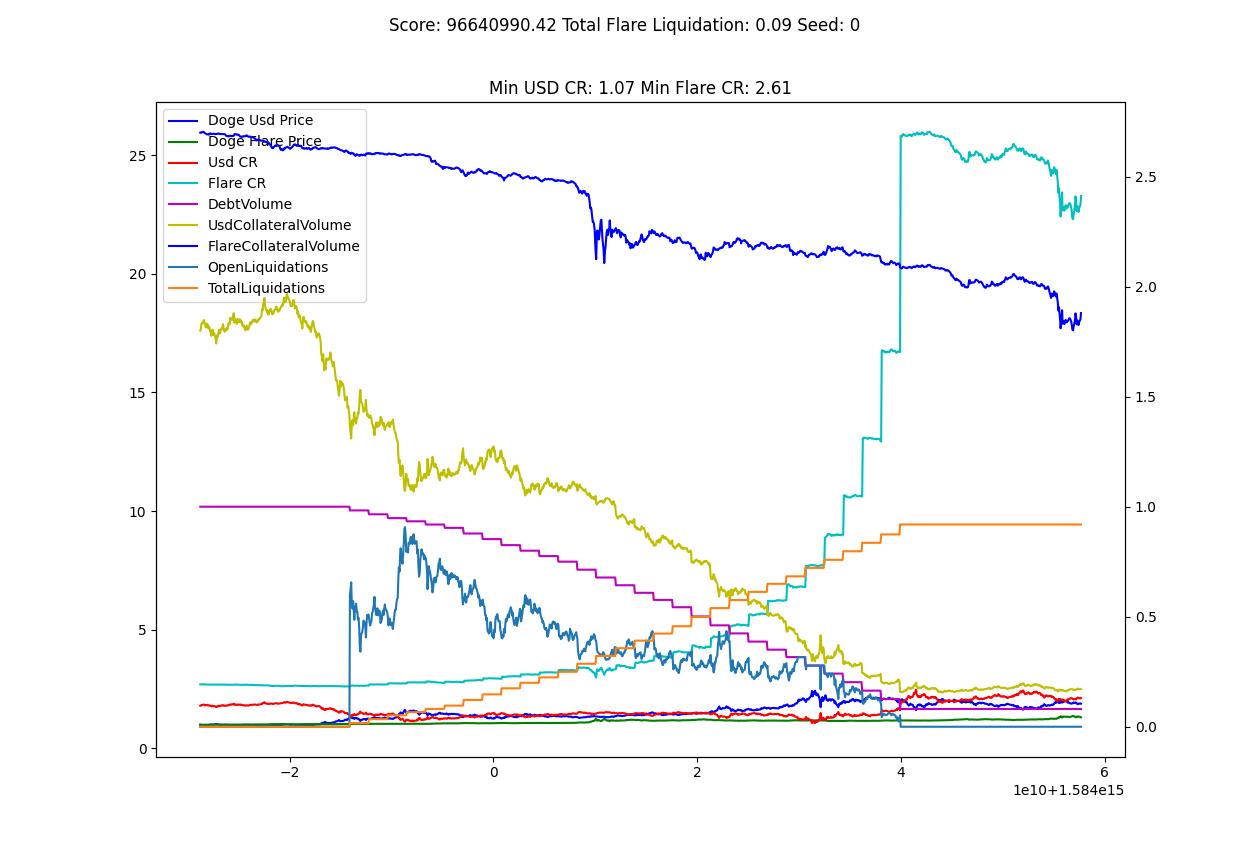 Score: 96640990.42 Total Flare Liquidation: 0.09 Seed: 0
Min USD CR: 1.07 Min Flare CR: 2.61
Doge Usd Price
Doge Flare Price
Usd CR
Flare CR
DebtVolume
UsdCollateralVolume
FlareCollateralVolume
OpenLiquidations
TotalLiquidations
25
20
15
10
5
0
2.5
2.0
1.5
1.0
0.5
0.0
−2 0 2 4 6
1e10+1.584e15